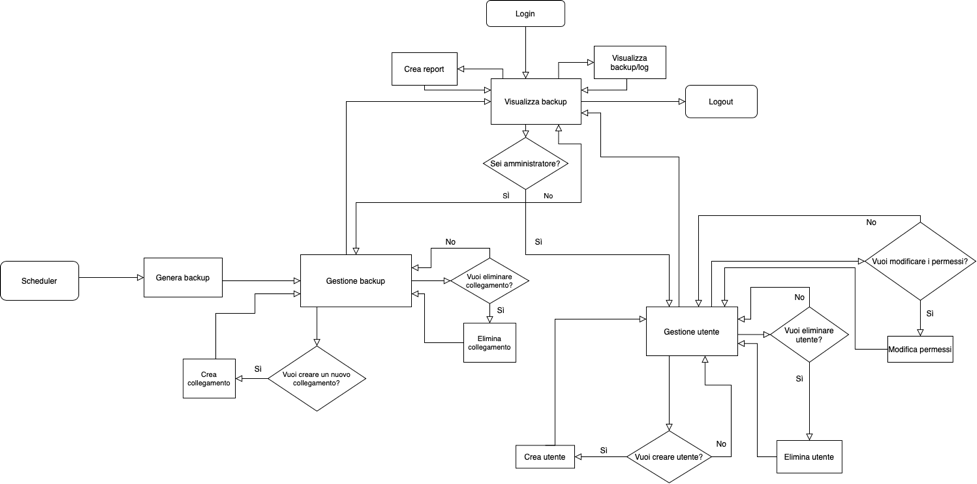 Login
Crea report
Visualizza
backup/log
Visualizza backup
Logout
Sei amministratore?
SÌ
No
Sì
No
Vuoi modificare i permessi?
Sì
Modifica permessi
Scheduler
Genera backup
Gestione backup
No
Vuoi eliminare
collegamento?
Sì
Elimina
collegamento
Crea
collegamento
Sì
Vuoi creare un nuovo
collegamento?
Gestione utente
No
Vuoi eliminare
utente?
Sì
Elimina utente
Crea utente
Sì
Vuoi creare utente?
No